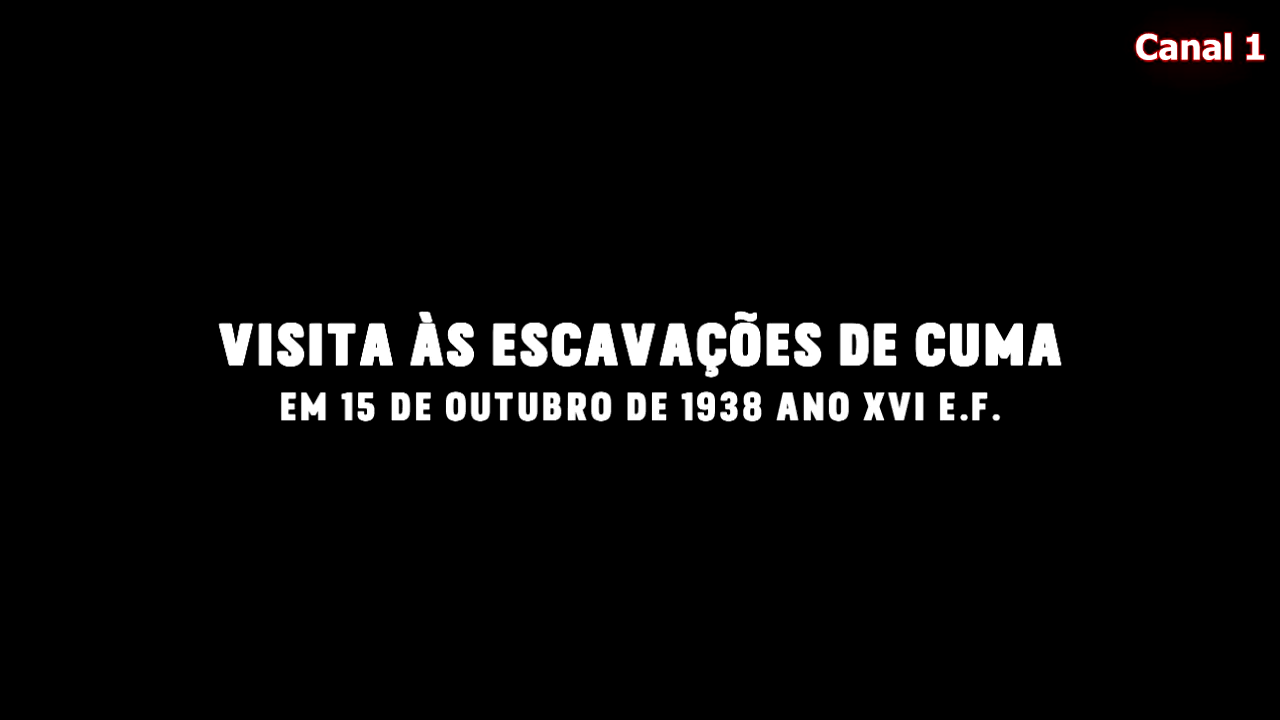 Canal 1
VISITA ÀS ESCAVAÇÕES DE CUMA
EM 15 DE OUTUBRO DE 1938 ANO XVI E.F.